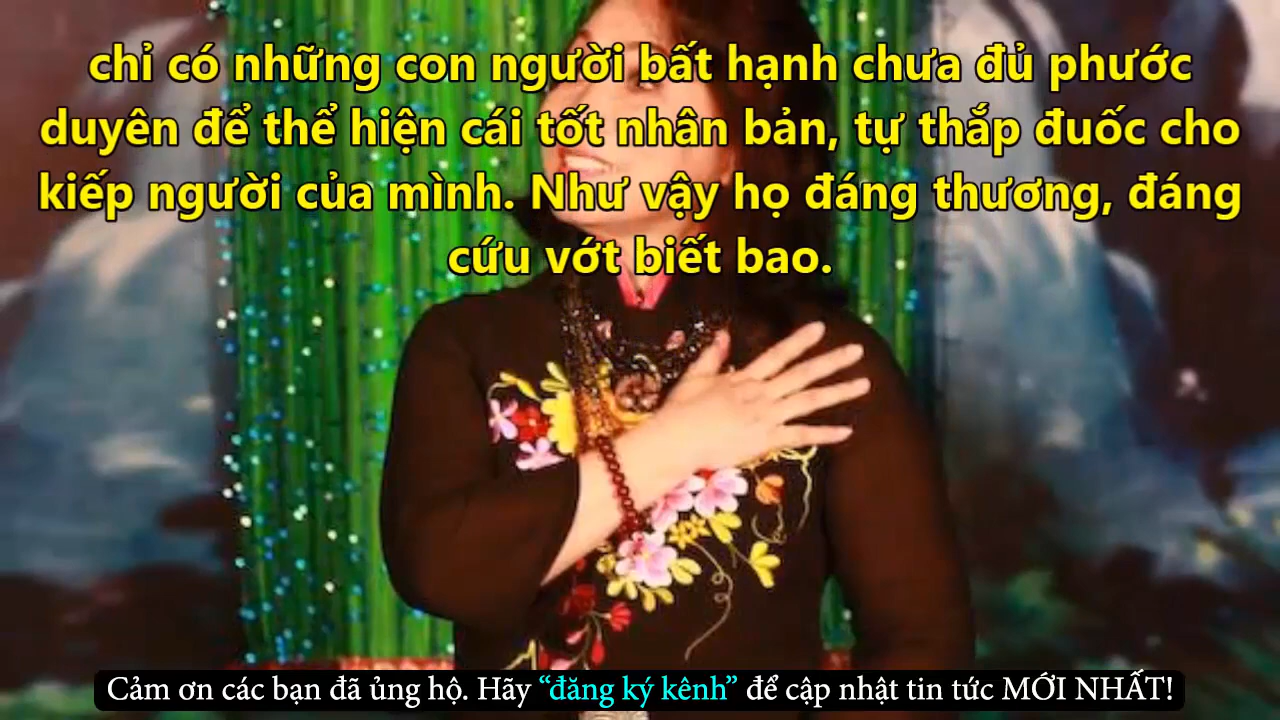 chỉ có những con người bất hạnh chưa đủ phước
duyên để thể hiện cái tốt nhân bản, tự thắp đuốc cho
kiếp người của mình. Như vậy họ đáng thương, đáng
cứu vớt biết bao.
Cảm ơn các bạn đã ủng hộ. Hãy “đăng ký kênh” để cập nhật tin tức MỚI NHẤT!